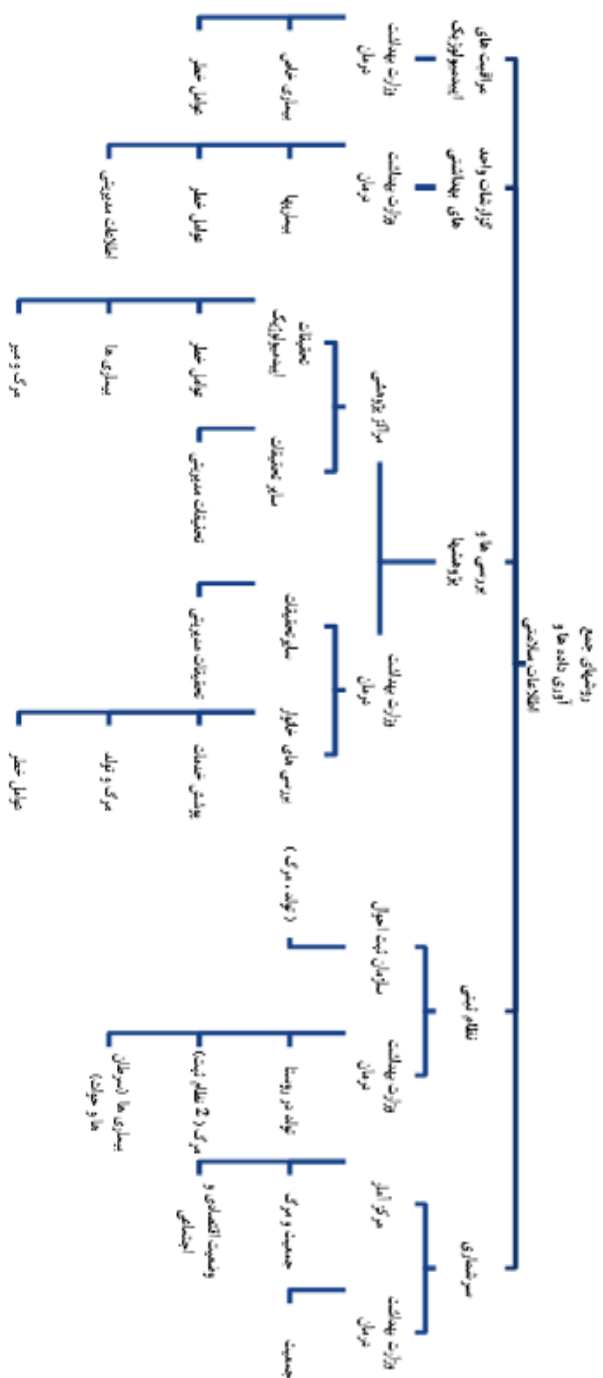 روشهای جمع
آوری داده ها و
اطلاعات سلامتی
سرشماری
وزارت بهداشت
درمان
جمعیت
مرکز آمار
جمعیت و مرگ
وضعیت اقتصادی و
اجتماعی
نظام ثبتی
وزارت بهداشت
درمان
تولد در روستا
مرگ ( 2 نظام ثبت)
بیماری ها (سرطان
ها و حیات)
سازمان ثبت احوال
( تولد ، مرگ )
بررسی ها و
پژوهشها
وزارت بهداشت
درمان
بررسی های خانوار
پوشش خدمات
مرگ و تولد
عوامل خطر
سایر تحقیقات
تحقیقات مدیریتی
مراکز پژوهشی
سایر تحقیقات
تحقیقات مدیریتی
تحقیقات
اپیدمیولوژیک
عوامل خطر
بیماری ها
مرگ و میر
گزارشات واحد
های بهداشتی
وزارت بهداشت
درمان
بیماریها
عوامل خطر
اطلاعات مدیریتی
مراقبت های
اپیدمیولوژیک
وزارت بهداشت
درمان
بیماری خاص
عوامل خطر